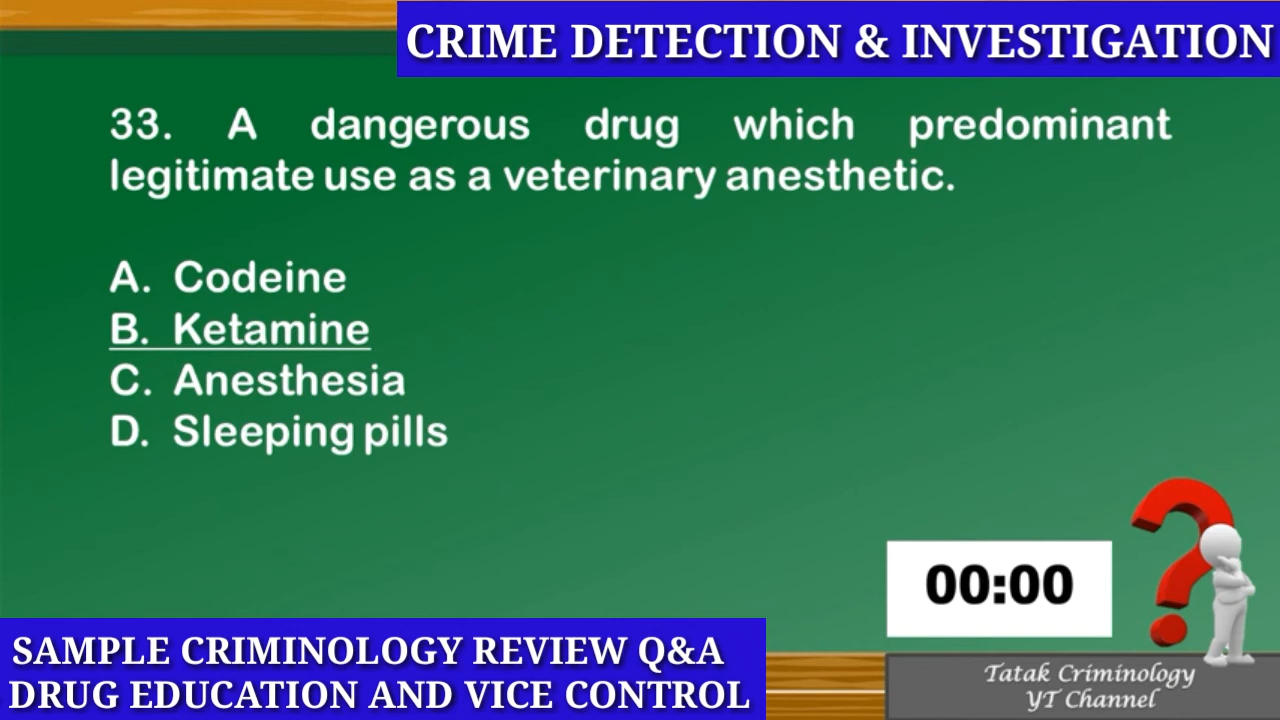 CRIME DETECTION & INVESTIGATION
33. A dangerous drug which predominant
legitimate use as a veterinary anesthetic.
A. Codeine
B. Ketamine
C. Anesthesia
D. Sleeping pills
00:00
SAMPLE CRIMINOLOGY REVIEW Q&A
DRUG EDUCATION AND VICE CONTROL
Tatak Criminology
YT Channel